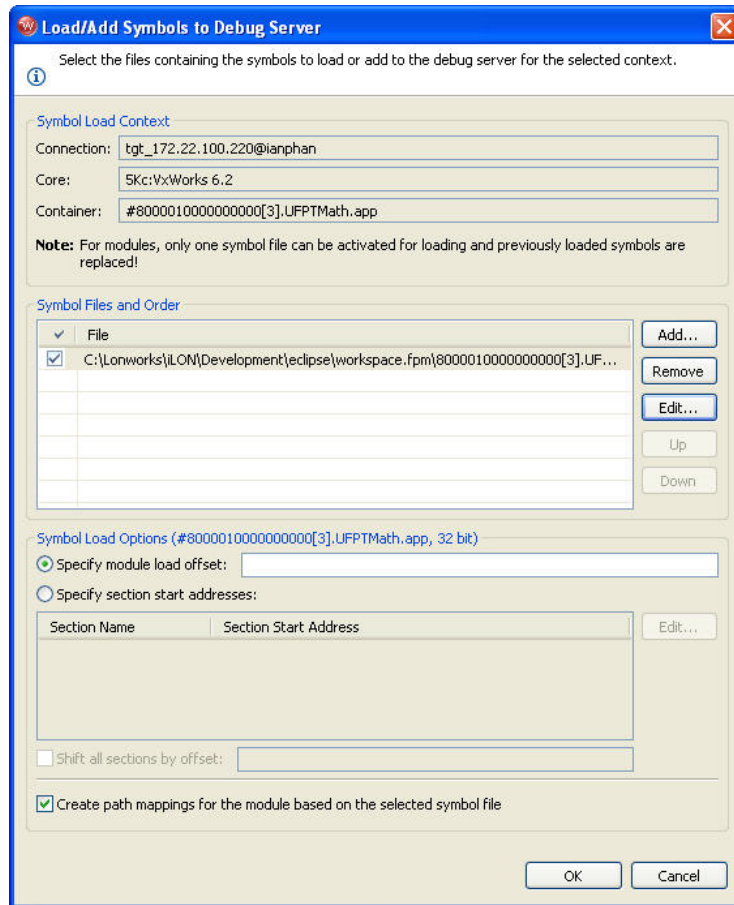 Load/Add Symbols to Debug Server
Select the files containing the symbols to load or add to the debug server for the selected context.
Symbol Load Context
Connection: tgt_172.22.100.220@ianphan
Core: 5Kc:VxWorks 6.2
Container: #8000010000000000[3].UFPTMath.app
Note: For modules, only one symbol file can be activated for loading and previously loaded symbols are
replaced!
Symbol Files and Order
File
Add...
C:\Lonworks\iLON\Development\eclipse\workspace.fpm\8000010000000000[3].UF...
Remove
Edit...
Up
Down
Symbol Load Options (#8000010000000000[3].UFPTMath.app, 32 bit)
Specify module load offset:
Specify section start addresses:
Section Name Section Start Address
Edit...
Shift all sections by offset:
Create path mappings for the module based on the selected symbol file
OK Cancel